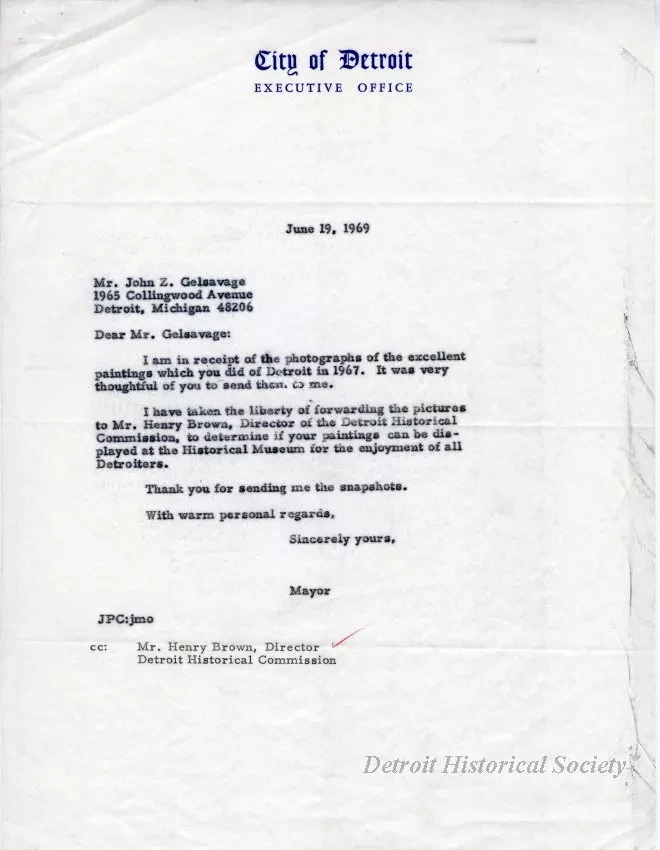 City of Detroit
EXECUTIVE OFFICE
June 19, 1969
Mr. John Z. Gelsavage
1965 Collingwood Avenue
Detroit, Michigan 48206
Dear Mr. Gelsavage:
I am in receipt of the photographs of the excellent
paintings which you did of Detroit in 1967. It was very
thoughtful of you to send them to me.
I have taken the liberty of forwarding the pictures
to Mr. Henry Brown, Director of the Detroit Historical
Commission, to determine if your paintings can be dis-
played at the Historical Museum for the enjoyment of all
Detroiters.
Thank you for sending me the snapshots.
With warm personal regards,
Sincerely yours,
Mayor
JPC:jmo
cc: Mr. Henry Brown, Director
Detroit Historical Commission
Detroit Historical Society